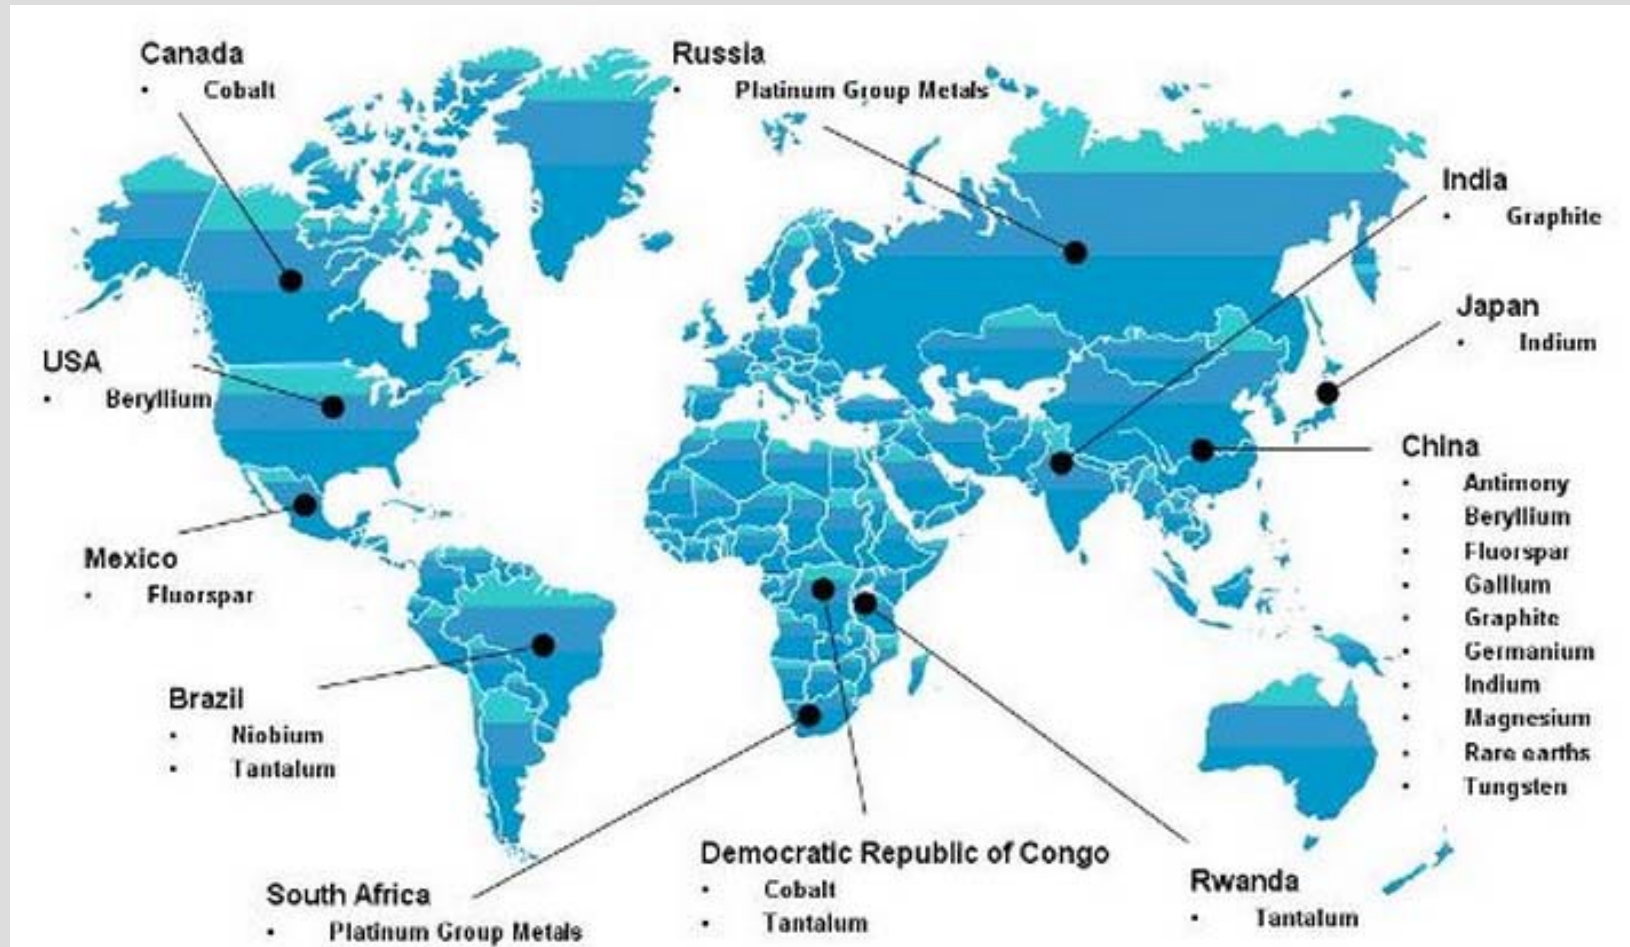 Canada
• Cobalt
Russia
• Platinum Group Metals
India
• Graphite
Japan
• Indium
USA
• Beryllium
China
• Antimony
• Beryllium
• Fluorspar
• Gallium
• Graphite
• Germanium
• Indium
• Magnesium
• Rare earths
• Tungsten
Mexico
• Fluorspar
Brazil
• Niobium
• Tantalum
South Africa
• Platinum Group Metals
Democratic Republic of Congo
• Cobalt
• Tantalum
Rwanda
• Tantalum